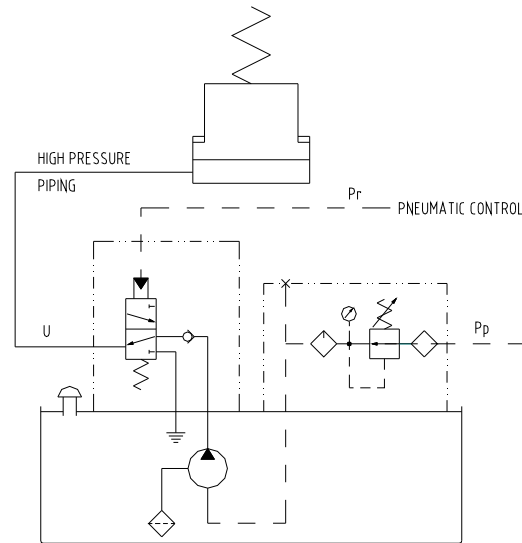 HIGH PRESSURE
PIPING
Pr
PNEUMATIC CONTROL
U
Pp